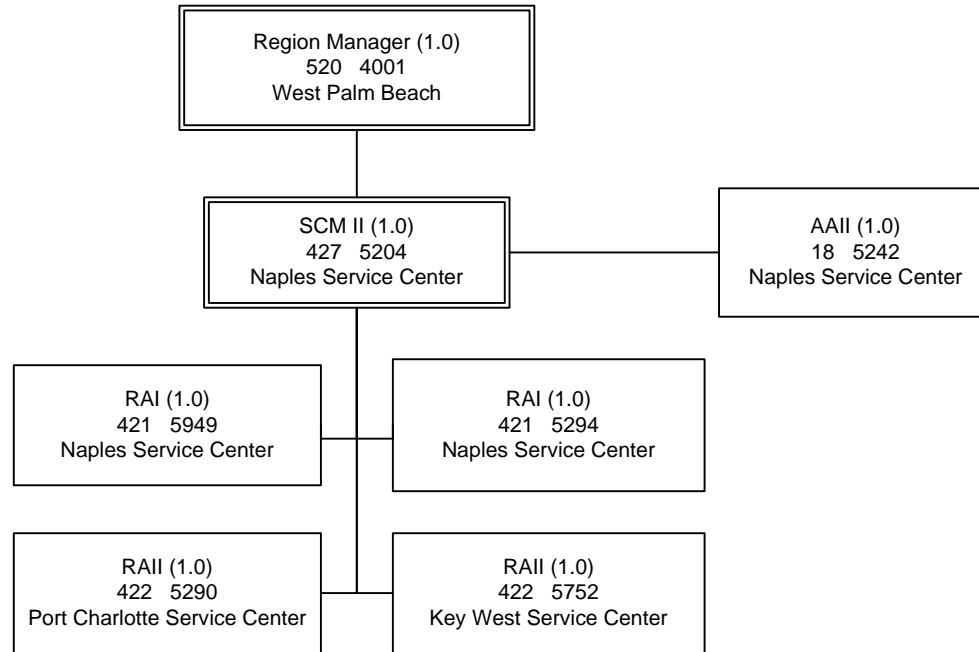 Region Manager (1.0)
520 4001
West Palm Beach
SCM II (1.0)
427 5204
Naples Service Center
AAII (1.0)
18 5242
Naples Service Center
RAI (1.0)
421 5949
Naples Service Center
RAI (1.0)
421 5294
Naples Service Center
RAII (1.0)
422 5290
Port Charlotte Service Center
RAII (1.0)
422 5752
Key West Service Center